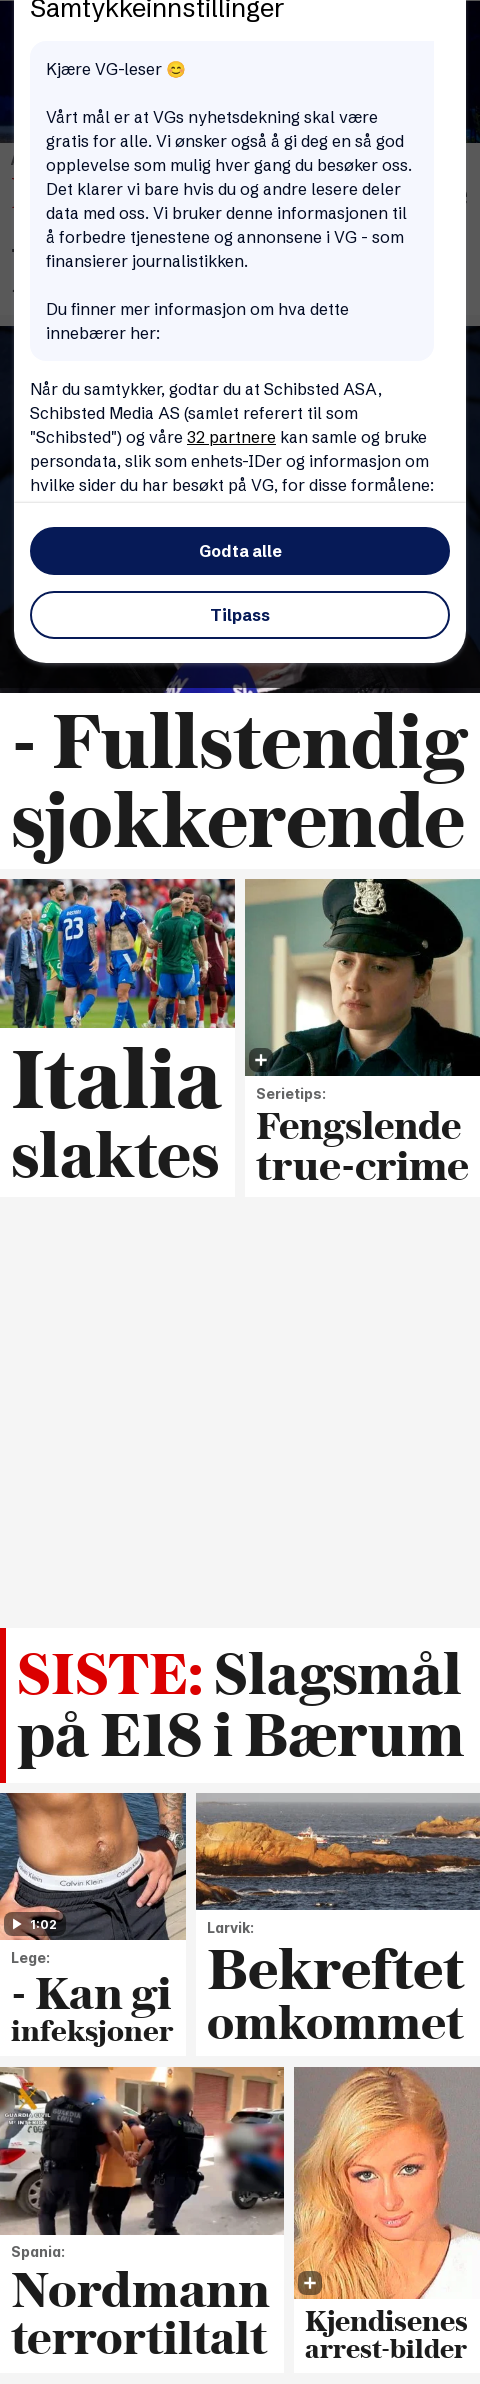 Samtykkeinnstillinger
Kjære VG-leser 😊
Vårt mål er at VGs nyhetsdekning skal være
gratis for alle. Vi ønsker også å gi deg en så god
opplevelse som mulig hver gang du besøker oss.
Det klarer vi bare hvis du og andre lesere deler
data med oss. Vi bruker denne informasjonen til
å forbedre tjenestene og annonsene i VG - som
finansierer journalistikken.
Du finner mer informasjon om hva dette
innebærer her:
Når du samtykker, godtar du at Schibsted ASA,
Schibsted Media AS (samlet referert til som
"Schibsted") og våre 32 partnere kan samle og bruke
persondata, slik som enhets-IDer og informasjon om
hvilke sider du har besøkt på VG, for disse formålene:
Godta alle
Tilpass
- Fullstendig
sjokkerende
23
Italia
slaktes
Serietips:
Fengslende
true-crime
SISTE: Slagsmål
på E18 i Bærum
Calvin Klein
1:02
Lege:
- Kan gi
infeksjoner
Larvik:
Bekreftet
omkommet
GUARDIA CIVIL
Spania:
Nordmann
terrortiltalt
Kjendisenes
arrest-bilder